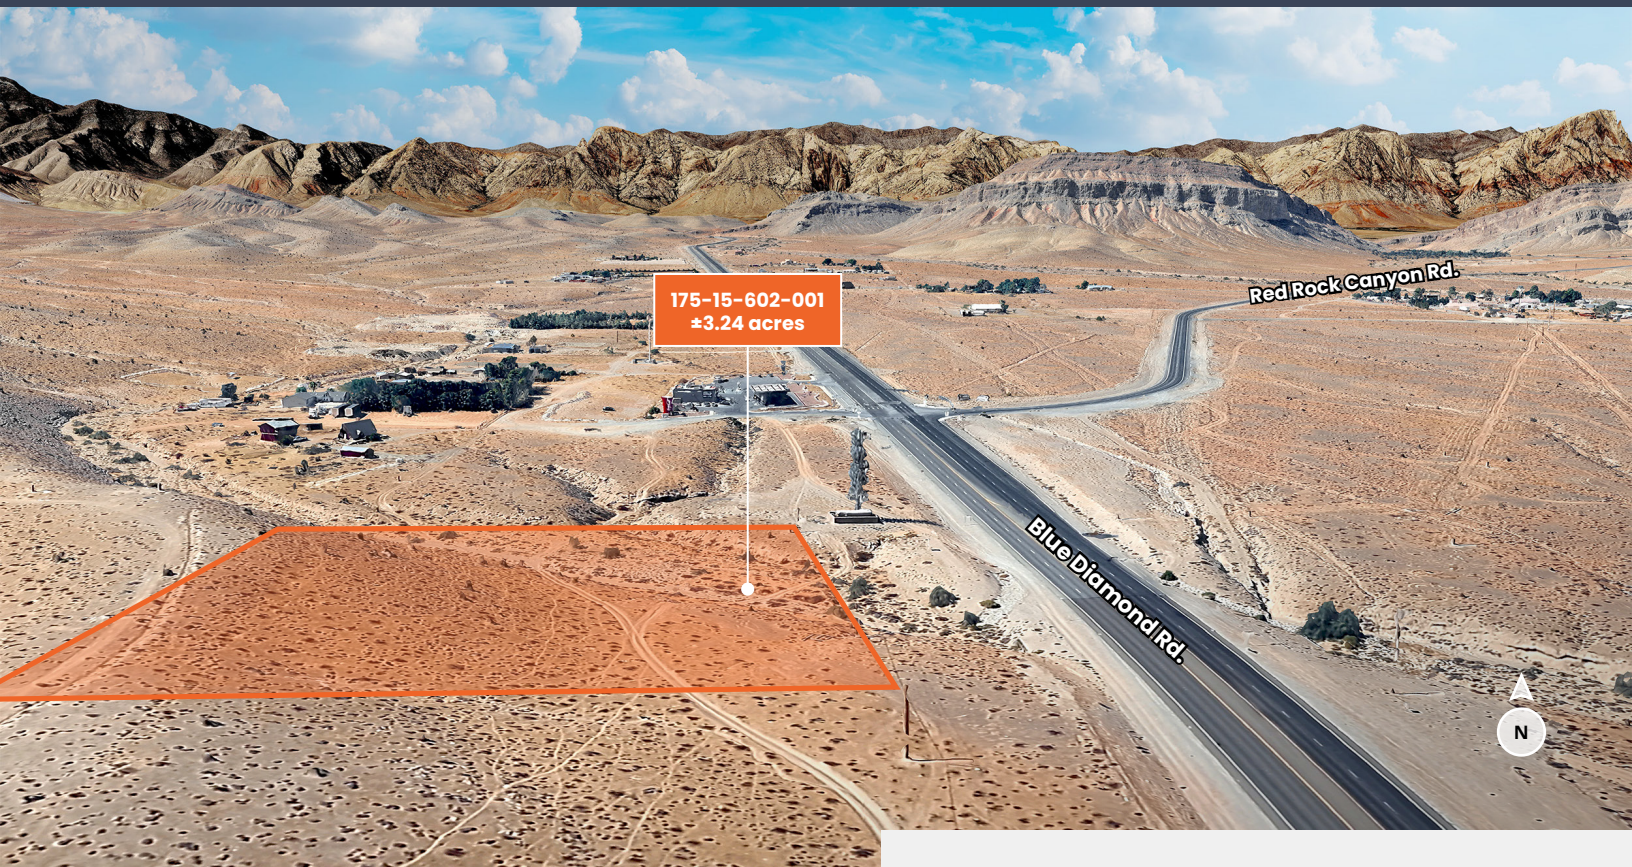 175-15-602-001
±3.24 acres
Red Rock Canyon Rd.
Blue Diamond Rd.
N